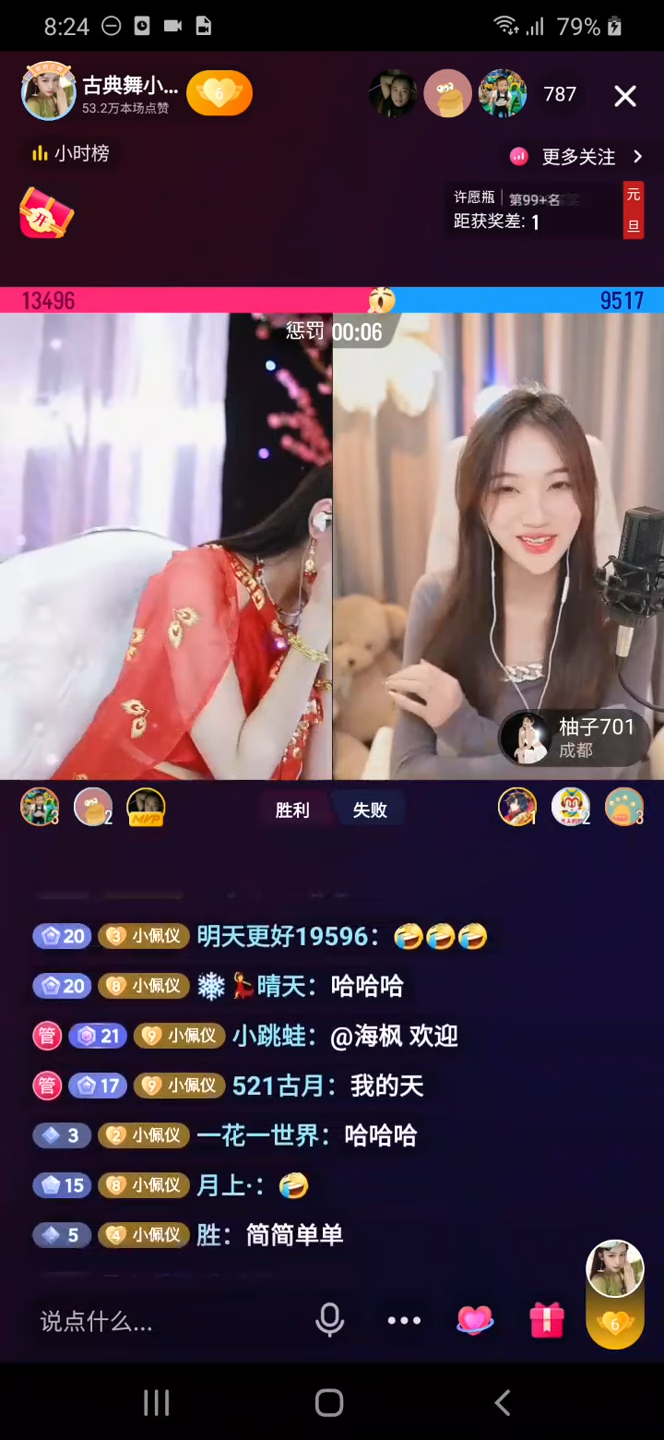 8:24
79%
古典舞小...
53.2万本场点赞
6
787
小时榜
更多关注
开
许愿瓶
第99+名
距获奖差: 1
元旦
13496
9517
惩罚 00:06
柚子701
成都
3
2
MVP
胜利
失败
1
2
3
20 3 小佩仪 明天更好19596:
20 8 小佩仪 晴天: 哈哈哈
管 21 9 小佩仪 小跳蛙: @海枫 欢迎
管 17 9 小佩仪 521古月: 我的天
3 2 小佩仪 一花一世界: 哈哈哈
15 8 小佩仪 月上·:
5 4 小佩仪 胜: 简简单单
说点什么...
6